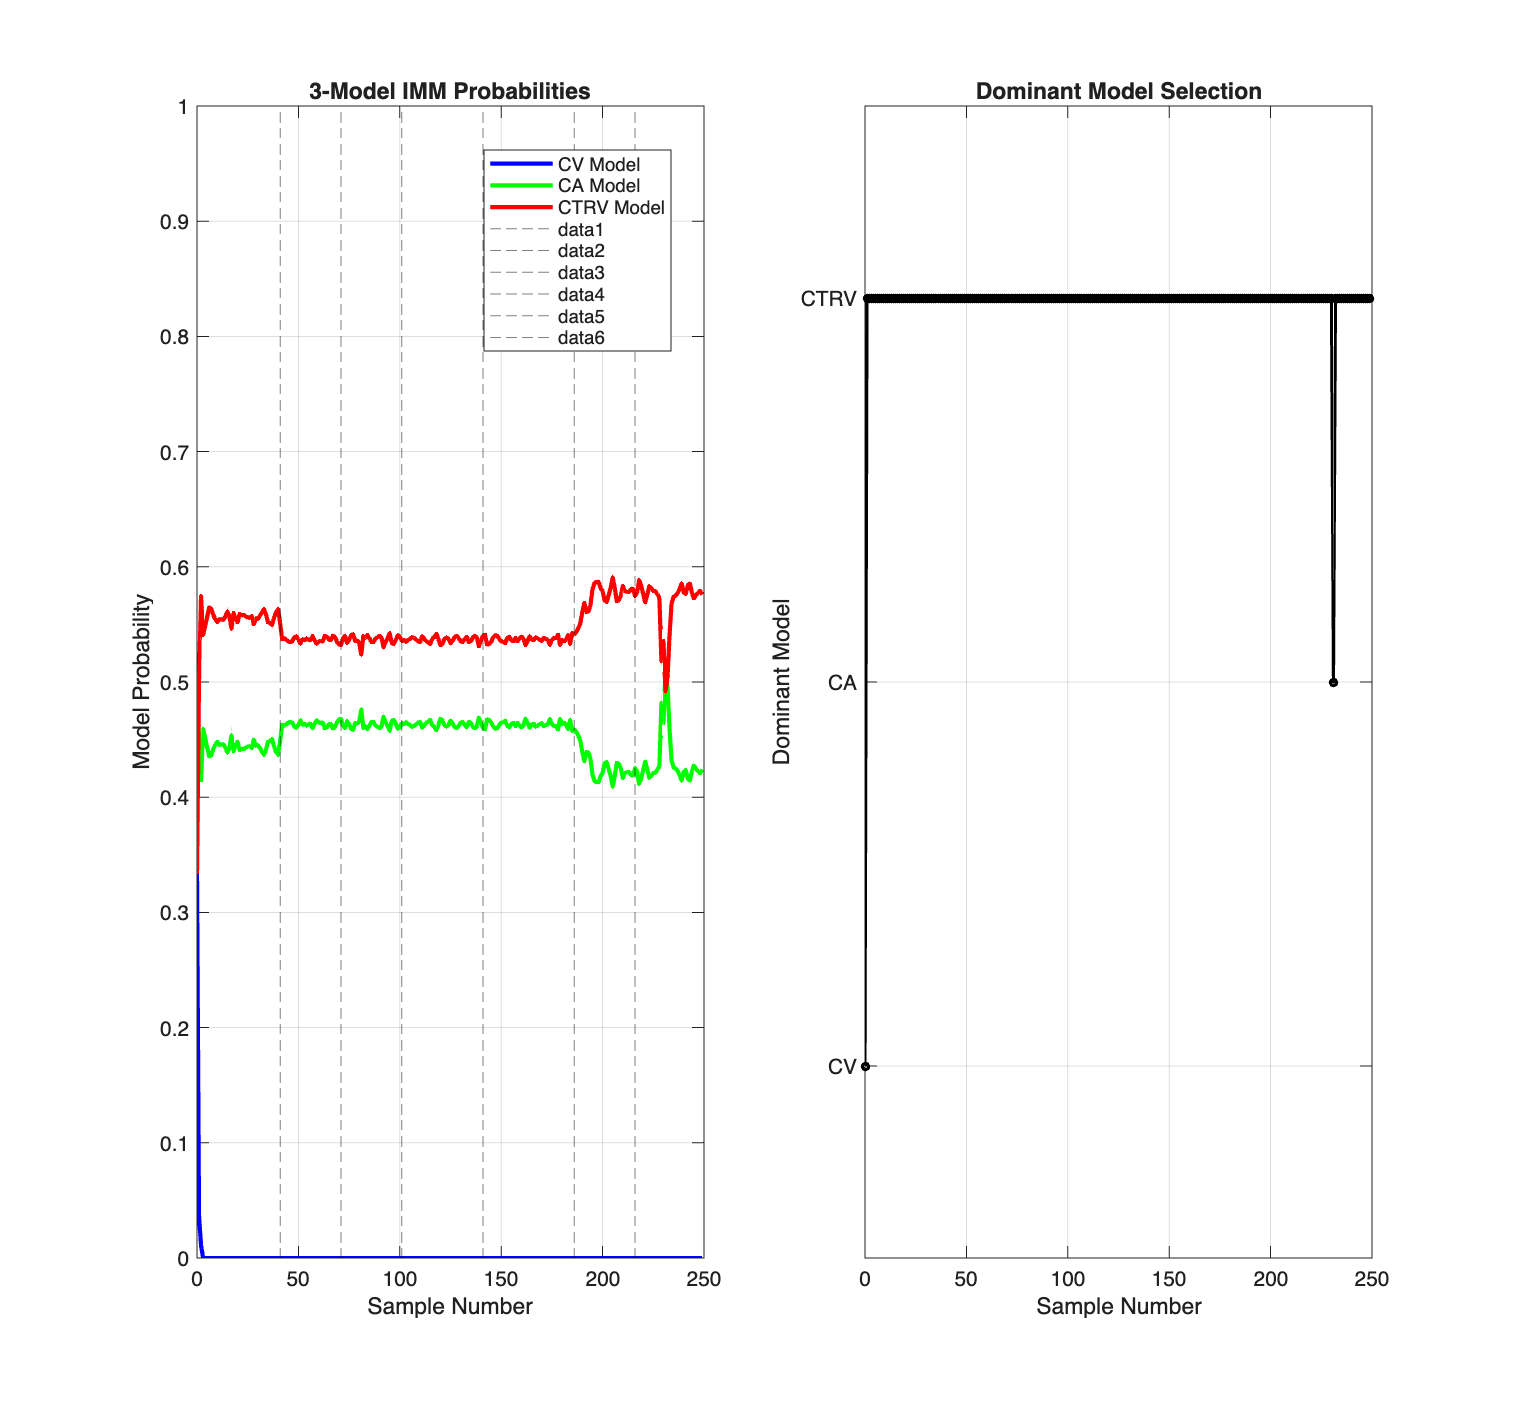 3-Model IMM Probabilities
1
0.9
0.8
0.7
0.6
0.5
0.4
0.3
0.2
0.1
0
Model Probability
CV Model
CA Model
CTRV Model
data1
data2
data3
data4
data5
data6
0 50 100 150 200 250
Sample Number
Dominant Model Selection
CTRV
CA
CV
Dominant Model
0 50 100 150 200 250
Sample Number